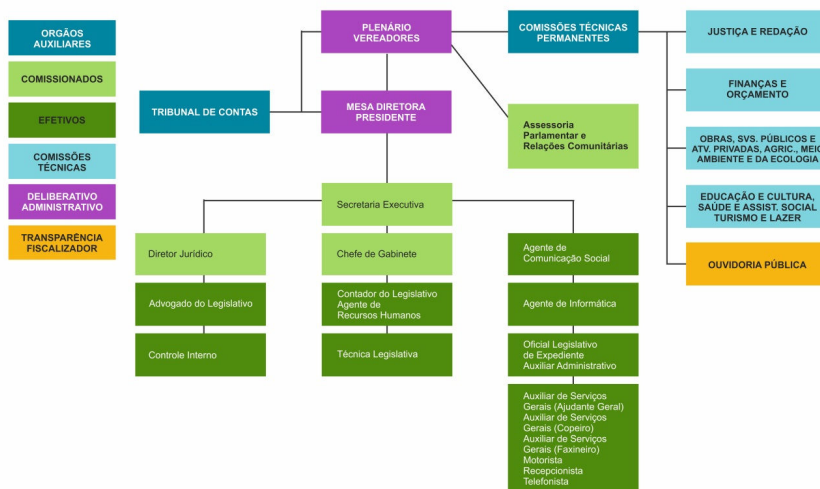 ORGÃOS
AUXILIARES
COMISSIONADOS
EFETIVOS
COMISSÕES
TÉCNICAS
DELIBERATIVO
ADMINISTRATIVO
TRANSPARÊNCIA
FISCALIZADOR
PLENÁRIO
VEREADORES
COMISSÕES TÉCNICAS
PERMANENTES
TRIBUNAL DE CONTAS
MESA DIRETORA
PRESIDENTE
Assessoria
Parlamentar e
Relações Comunitárias
JUSTIÇA E REDAÇÃO
FINANÇAS E
ORÇAMENTO
OBRAS, SVS. PÚBLICOS E
ATV. PRIVADAS, AGRIC., MEIO
AMBIENTE E DA ECOLOGIA
EDUCAÇÃO E CULTURA,
SAÚDE E ASSIST. SOCIAL
TURISMO E LAZER
OUVIDORIA PÚBLICA
Secretaria Executiva
Diretor Jurídico
Advogado do Legislativo
Controle Interno
Chefe de Gabinete
Contador do Legislativo
Agente de
Recursos Humanos
Técnica Legislativa
Agente de
Comunicação Social
Agente de Informática
Oficial Legislativo
de Expediente
Auxiliar Administrativo
Auxiliar de Serviços
Gerais (Ajudante Geral)
Auxiliar de Serviços
Gerais (Copeiro)
Auxiliar de Serviços
Gerais (Faxineiro)
Motorista
Recepcionista
Telefonista